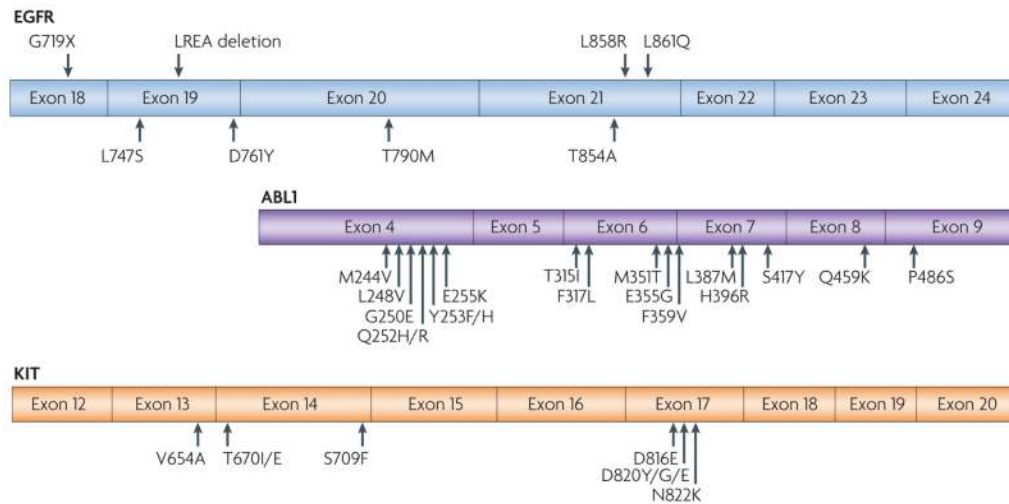 EGFR
G719X LREA deletion L858R L861Q
Exon 18 Exon 19 Exon 20 Exon 21 Exon 22 Exon 23 Exon 24
L747S D761Y T790M T854A
ABL1
Exon 4 Exon 5 Exon 6 Exon 7 Exon 8 Exon 9
M244V E255K T315I M351T L387M S417Y Q459K P486S
L248V F317L E355G H396R
G250E Y253F/H F359V
Q252H/R
KIT
Exon 12 Exon 13 Exon 14 Exon 15 Exon 16 Exon 17 Exon 18 Exon 19 Exon 20
V654A T670I/E S709F D816E
D820Y/G/E
N822K